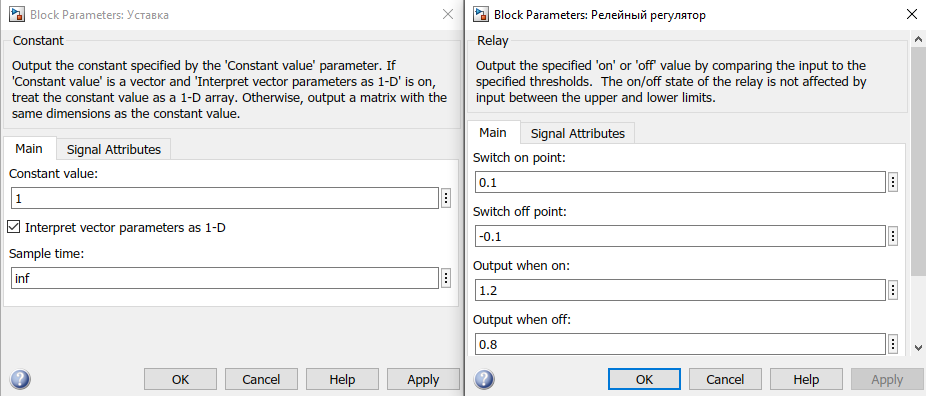 Block Parameters: Уставка
Constant
Output the constant specified by the 'Constant value' parameter. If
'Constant value' is a vector and 'Interpret vector parameters as 1-D' is on,
treat the constant value as a 1-D array. Otherwise, output a matrix with the
same dimensions as the constant value.
Main
Signal Attributes
Constant value:
1
Interpret vector parameters as 1-D
Sample time:
inf
OK
Cancel
Help
Apply
Block Parameters: Релейный регулятор
Relay
Output the specified 'on' or 'off' value by comparing the input to the
specified thresholds.  The on/off state of the relay is not affected by
input between the upper and lower limits.
Main
Signal Attributes
Switch on point:
0.1
Switch off point:
-0.1
Output when on:
1.2
Output when off:
0.8
OK
Cancel
Help
Apply